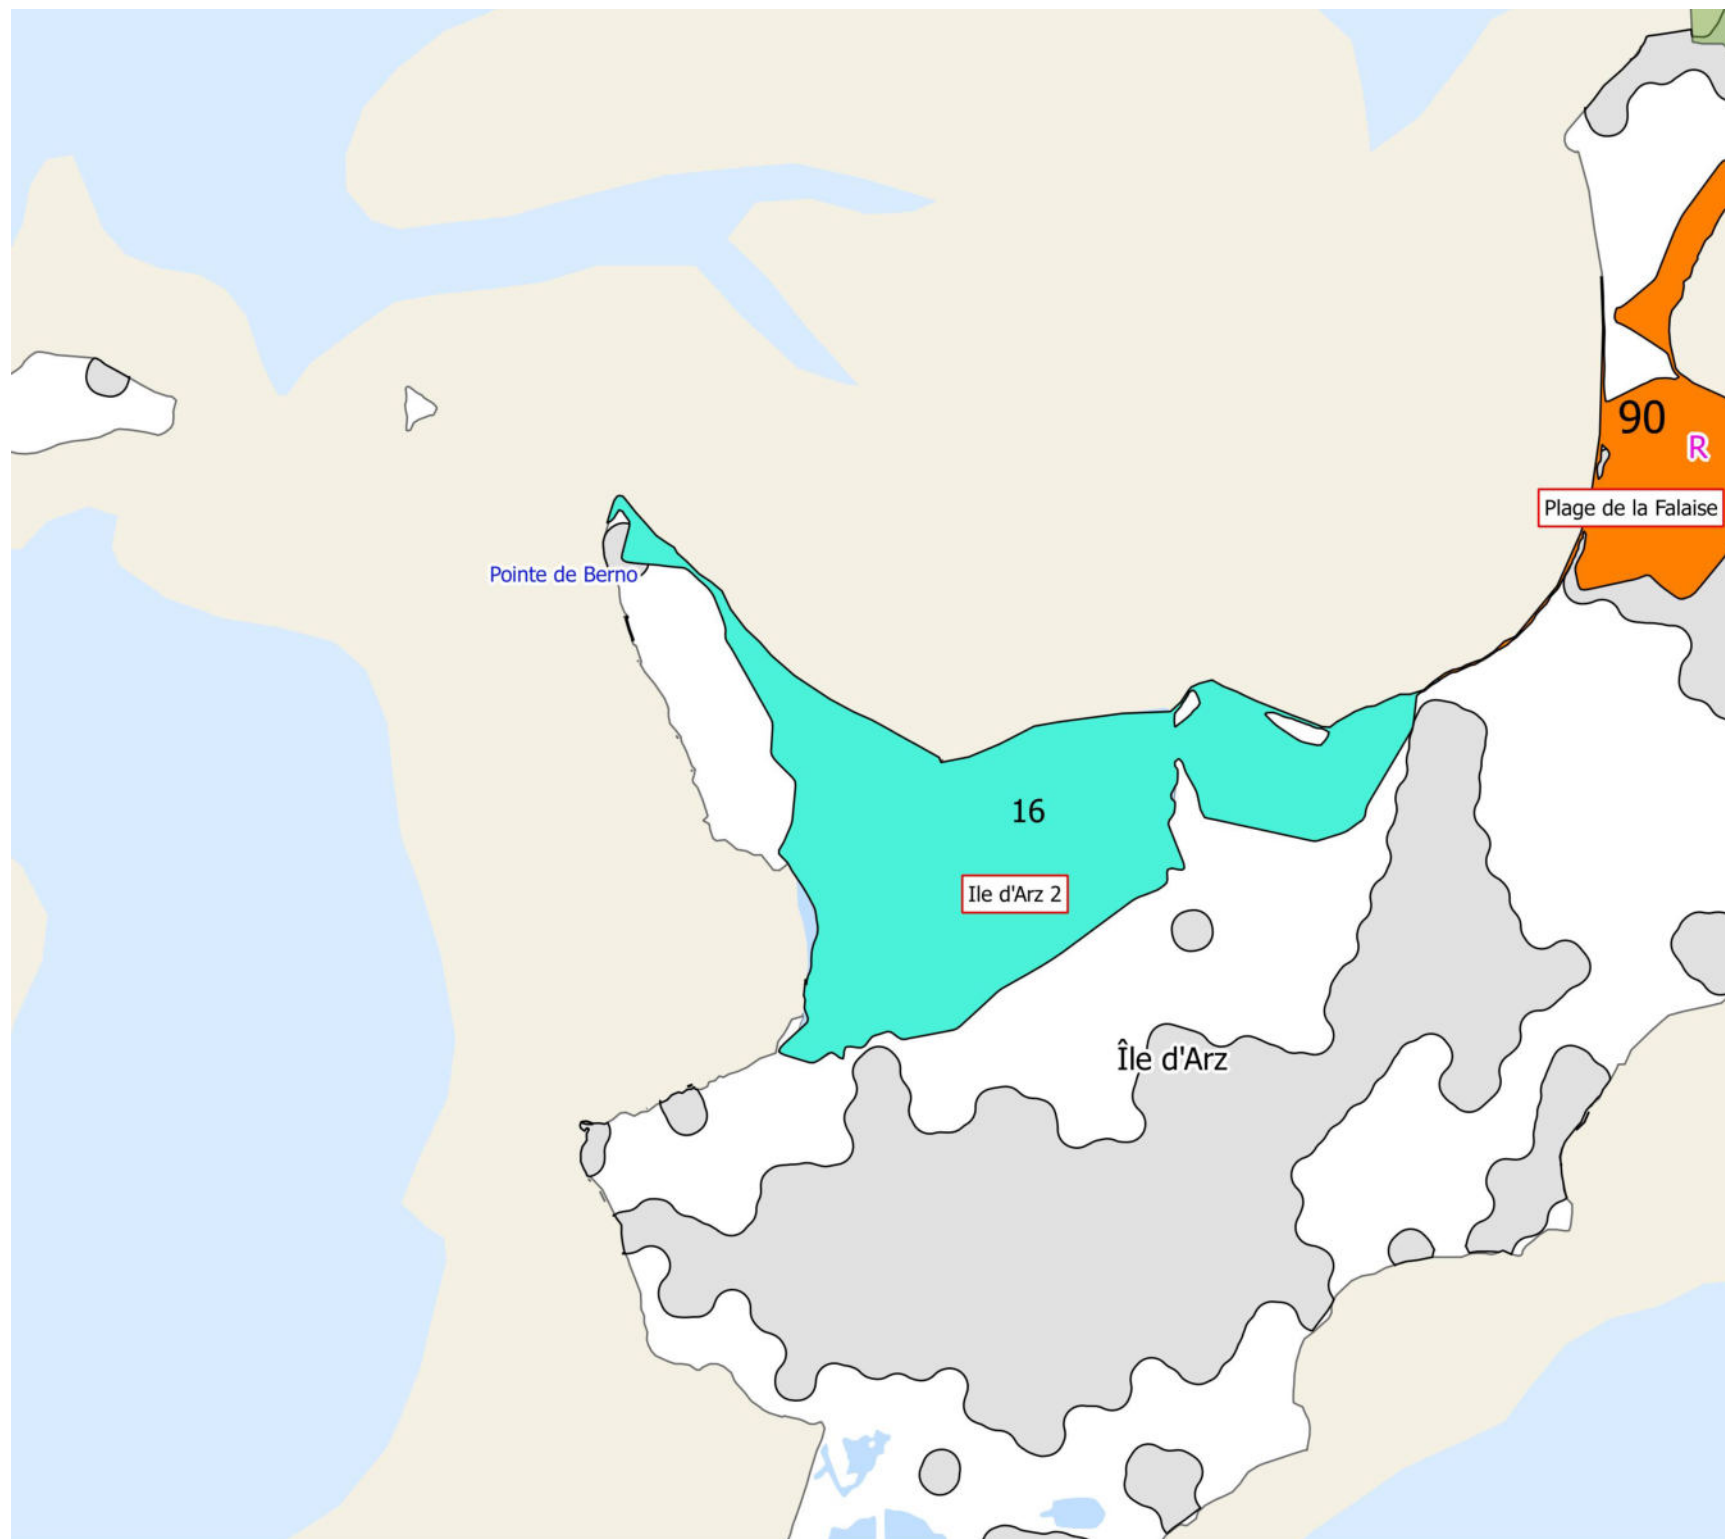 90
R
Plage de la Falaise
Pointe de Berno
16
Ile d'Arz 2
Île d'Arz